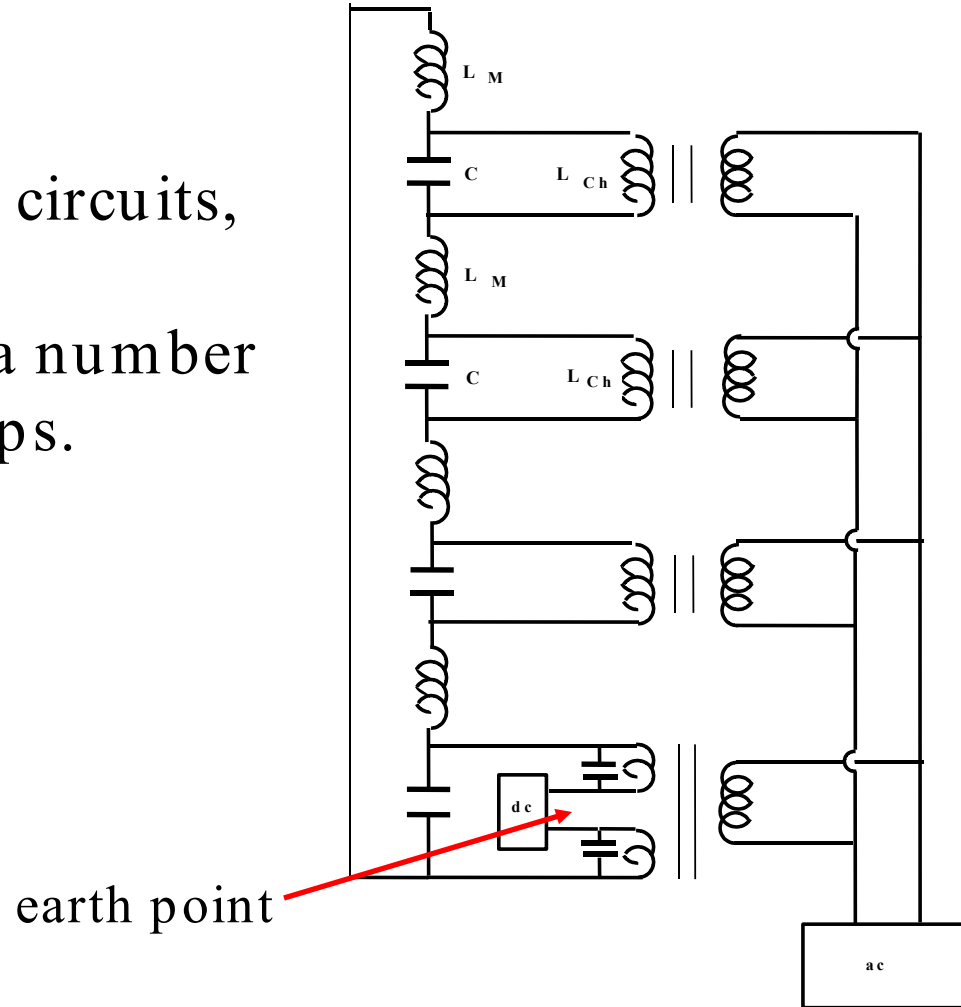 L M
C
L Ch
circuits,
L M
a number
C
L Ch
ps.
dc
earth point
ac